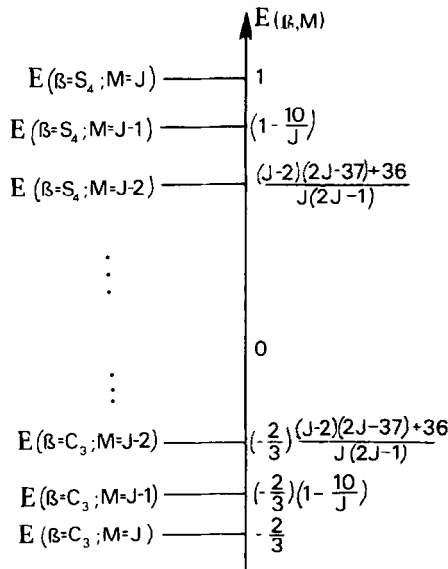 E(ß,M)
E(ß=S₄;M=J) 1
E(ß=S₄;M=J-1) (1-10/J)
E(ß=S₄;M=J-2) (J-2)(2J-37)+36/J(2J-1)
0
E(ß=C₃;M=J-2) (-2/3)(J-2)(2J-37)+36/J(2J-1)
E(ß=C₃;M=J-1) (-2/3)(1-10/J)
E(ß=C₃;M=J) -2/3